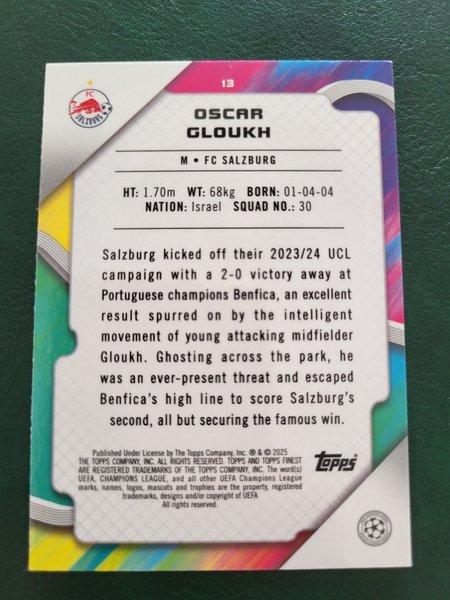 13
FC
SALZBURG
OSCAR
GLOUKH
M • FC SALZBURG
HT: 1.70m WT: 68kg BORN: 01-04-04
NATION: Israel SQUAD NO.: 30
Salzburg kicked off their 2023/24 UCL
campaign with a 2-0 victory away at
Portuguese champions Benfica, an excellent
result spurred on by the intelligent
movement of young attacking midfielder
Gloukh. Ghosting across the park, he
was an ever-present threat and escaped
Benfica's high line to score Salzburg's
second, all but securing the famous win.
Published Under License by The Topps Company, Inc. ® & © 2025
THE TOPPS COMPANY, INC. ALL RIGHTS RESERVED. TOPPS AND TOPPS FINEST
ARE REGISTERED TRADEMARKS OF THE TOPPS COMPANY, INC. The word(s)
UEFA, CHAMPIONS LEAGUE, and all other UEFA Champions League
marks, names, logos, mascots and trophies are the property, registered
trademarks, designs and/or copyright of UEFA
All rights reserved.
Topps